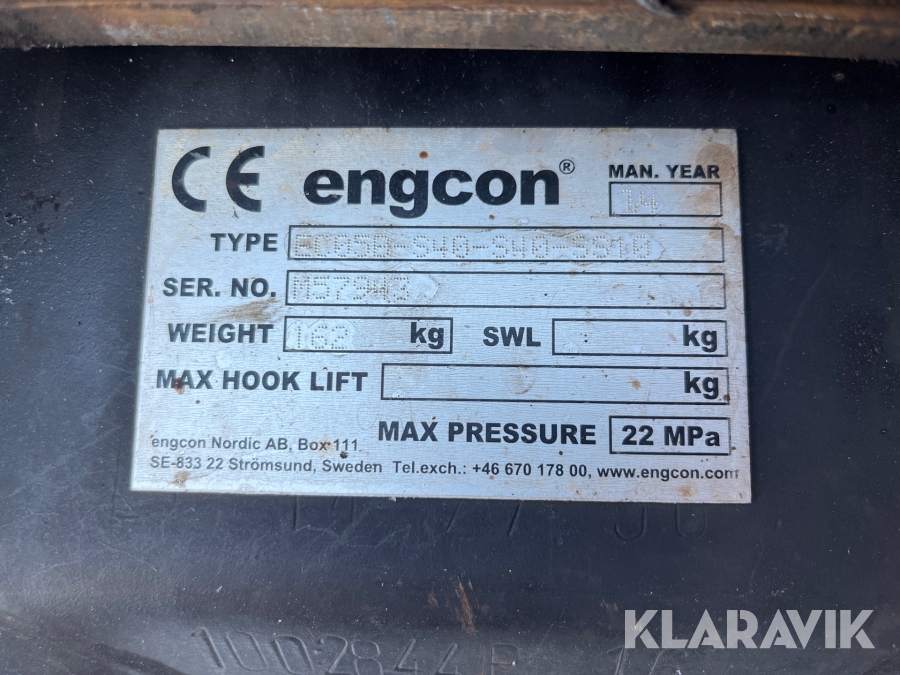 CE engcon® MAN. YEAR
14
TYPE EC05B-S40-S40-SS10
SER. NO. M57943
WEIGHT 162 kg SWL kg
MAX HOOK LIFT kg
MAX PRESSURE 22 MPa
engcon Nordic AB, Box 111
SE-833 22 Strömsund, Sweden Tel.exch.: +46 670 178 00, www.engcon.com
KLARAVIK